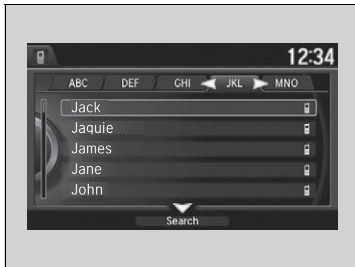 12:34
ABC DEF GHI JKL MNO
Jack
Jaquie
James
Jane
John
Search